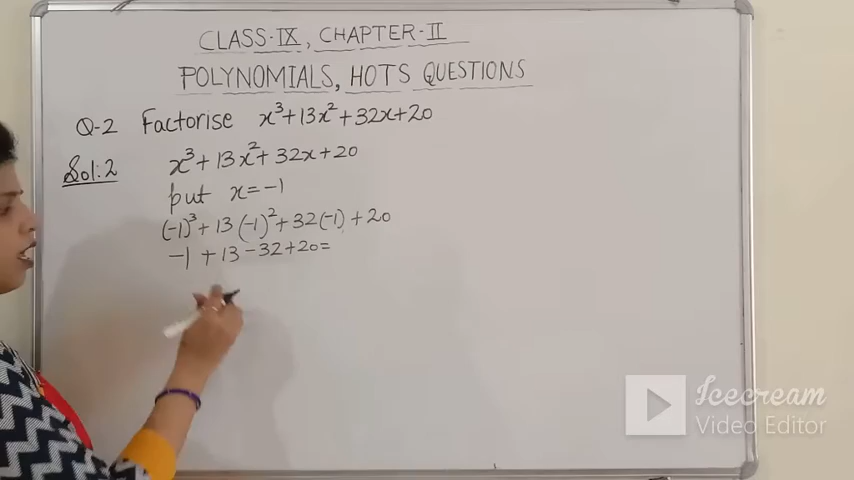 CLASS-IX, CHAPTER-II
POLYNOMIALS, HOTS QUESTIONS
Q-2 Factorise x³+13x²+32x+20
Sol:2 x³+13x²+32x+20
put x=-1
(-1)³+13(-1)²+32(-1)+20
-1+13-32+20=
Icecream
Video Editor